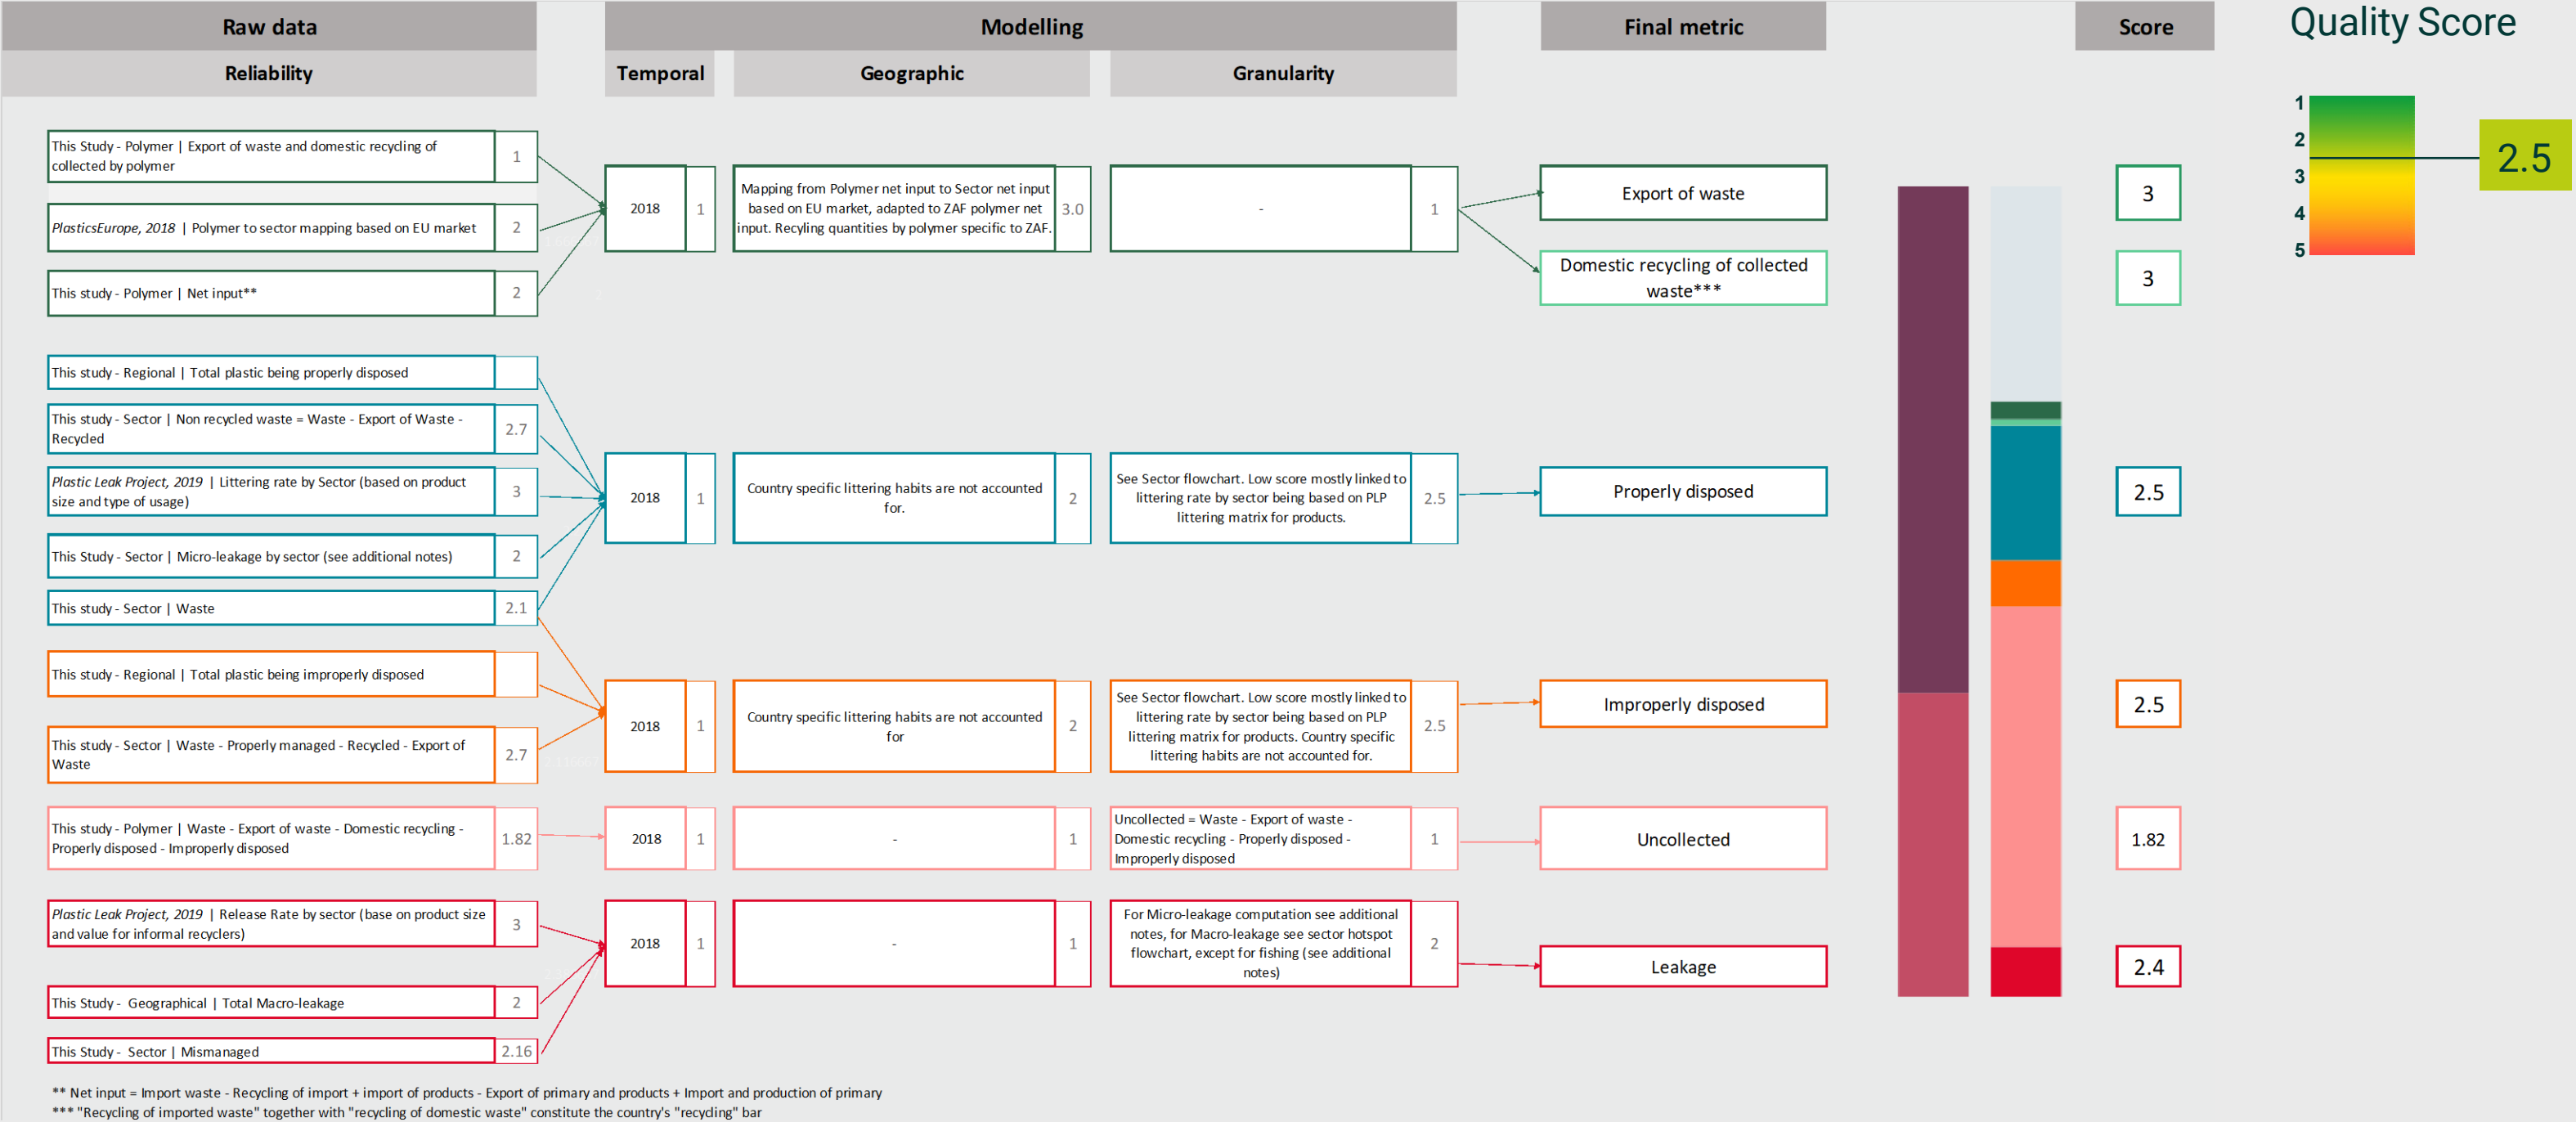 Raw data
Modelling
Final metric
Score
Quality Score
Reliability
Temporal
Geographic
Granularity
1
2
3
4
5
2.5
This Study - Polymer | Export of waste and domestic recycling of
collected by polymer
1
PlasticsEurope, 2018 | Polymer to sector mapping based on EU market
2
This study - Polymer | Net input**
2
2018
1
Mapping from Polymer net input to Sector net input
based on EU market, adapted to ZAF polymer net
input. Recyling quantities by polymer specific to ZAF.
3.0
-
1
Export of waste
3
Domestic recycling of collected
waste***
3
This study - Regional | Total plastic being properly disposed
This study - Sector | Non recycled waste = Waste - Export of Waste -
Recycled
2.7
Plastic Leak Project, 2019 | Littering rate by Sector (based on product
size and type of usage)
3
This Study - Sector | Micro-leakage by sector (see additional notes)
2
This study - Sector | Waste
2.1
2018
1
Country specific littering habits are not accounted
for.
2
See Sector flowchart. Low score mostly linked to
littering rate by sector being based on PLP
littering matrix for products.
2.5
Properly disposed
2.5
This study - Regional | Total plastic being improperly disposed
This study - Sector | Waste - Properly managed - Recycled - Export of
Waste
2.7
2018
1
Country specific littering habits are not accounted
for
2
See Sector flowchart. Low score mostly linked to
littering rate by sector being based on PLP
littering matrix for products. Country specific
littering habits are not accounted for.
2.5
Improperly disposed
2.5
This study - Polymer | Waste - Export of waste - Domestic recycling -
Properly disposed - Improperly disposed
1.82
2018
1
-
1
Uncollected = Waste - Export of waste -
Domestic recycling - Properly disposed -
Improperly disposed
1
Uncollected
1.82
Plastic Leak Project, 2019 | Release Rate by sector (base on product size
and value for informal recyclers)
3
This Study - Geographical | Total Macro-leakage
2
This Study - Sector | Mismanaged
2.16
2018
1
-
1
For Micro-leakage computation see additional
notes, for Macro-leakage see sector hotspot
flowchart, except for fishing (see additional
notes)
2
Leakage
2.4
** Net input = Import waste - Recycling of import + import of products - Export of primary and products + Import and production of primary
*** "Recycling of imported waste" together with "recycling of domestic waste" constitute the country's "recycling" bar